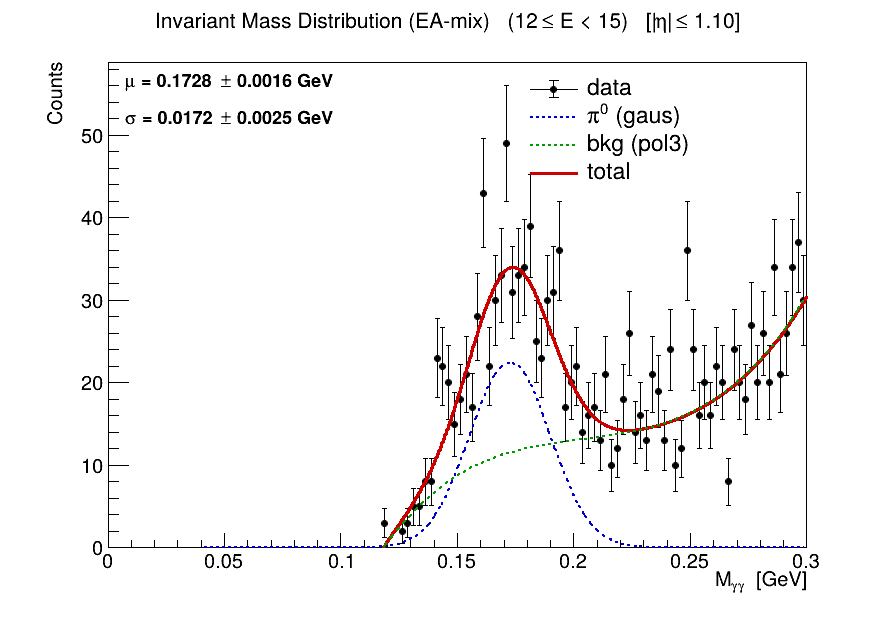 Invariant Mass Distribution (EA-mix) (12 ≤ E < 15) [|η| ≤ 1.10]
μ = 0.1728 ± 0.0016 GeV
σ = 0.0172 ± 0.0025 GeV
data
π⁰ (gaus)
bkg (pol3)
total
Counts
50
40
30
20
10
0
0 0.05 0.1 0.15 0.2 0.25 0.3
Mγγ [GeV]